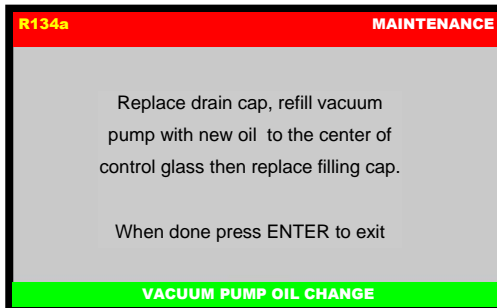 R134a MAINTENANCE
Replace drain cap, refill vacuum
pump with new oil to the center of
control glass then replace filling cap.
When done press ENTER to exit
VACUUM PUMP OIL CHANGE